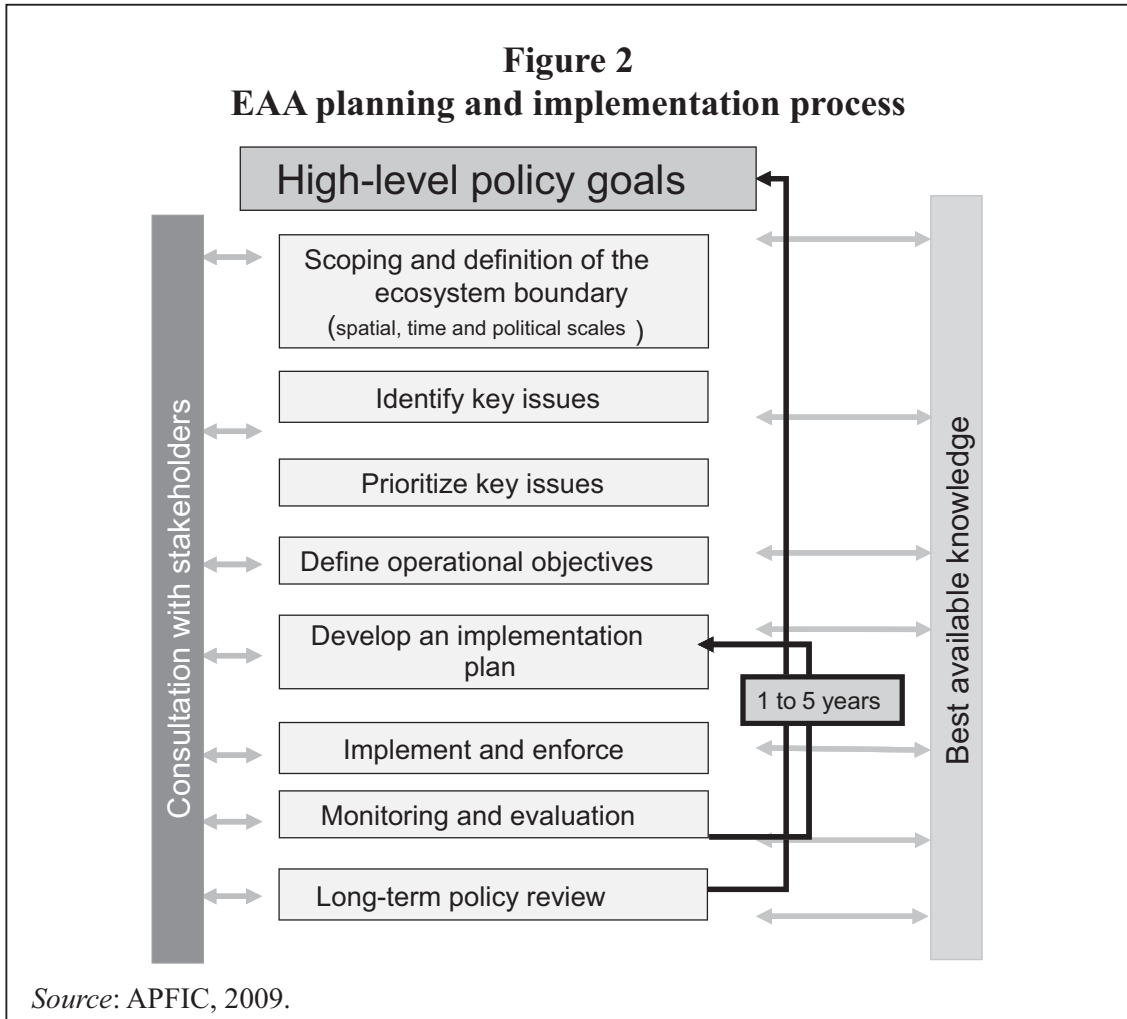 Figure 2
EAA planning and implementation process
High-level policy goals
Consultation with stakeholders
Scoping and definition of the
ecosystem boundary
(spatial, time and political scales )
Identify key issues
Prioritize key issues
Define operational objectives
Develop an implementation
plan
1 to 5 years
Implement and enforce
Monitoring and evaluation
Long-term policy review
Best available knowledge
Source: APFIC, 2009.